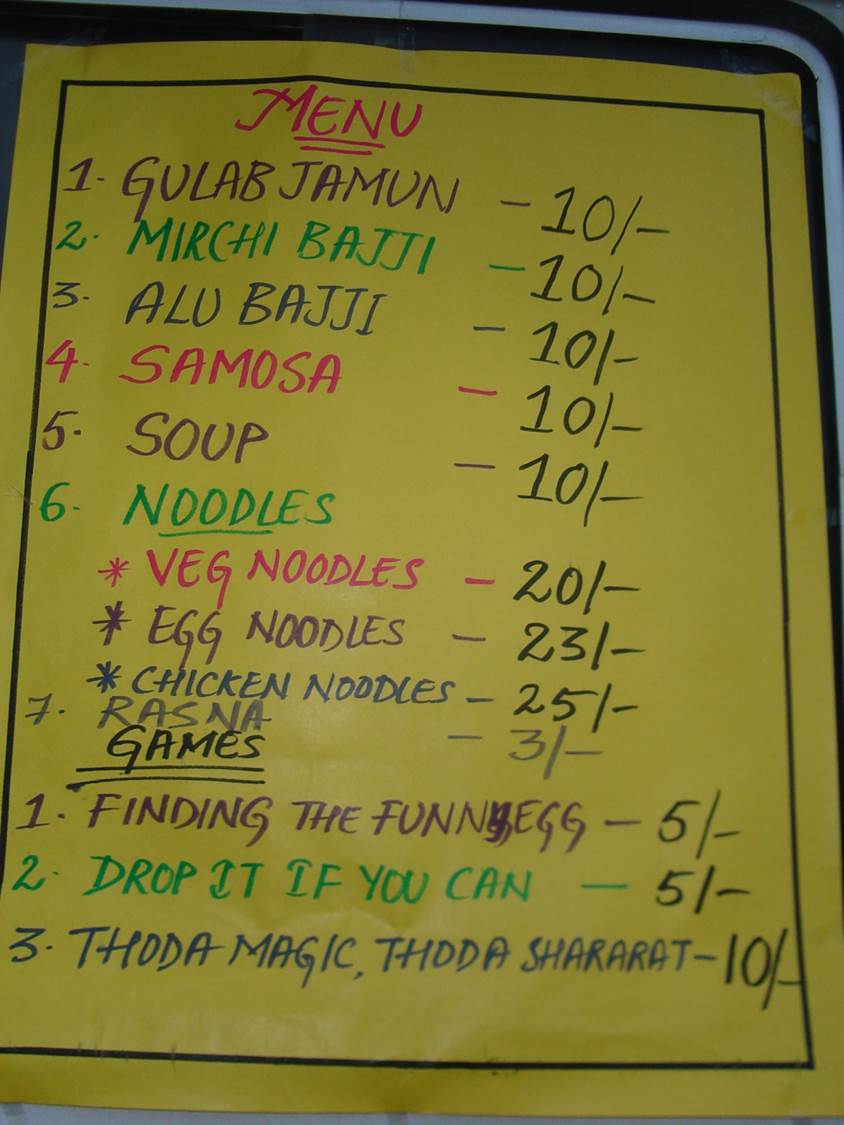 MENU
1. GULAB JAMUN - 10/-
2. MIRCHI BAJJI - 10/-
3. ALU BAJJI - 10/-
4. SAMOSA - 10/-
5. SOUP - 10/-
6. NOODLES
* VEG NOODLES - 20/-
* EGG NOODLES - 23/-
* CHICKEN NOODLES - 25/-
7. RASNA - 3/-
GAMES
1. FINDING THE FUNNY EGG - 5/-
2. DROP IT IF YOU CAN - 5/-
3. THODA MAGIC, THODA SHARARAT - 10/-